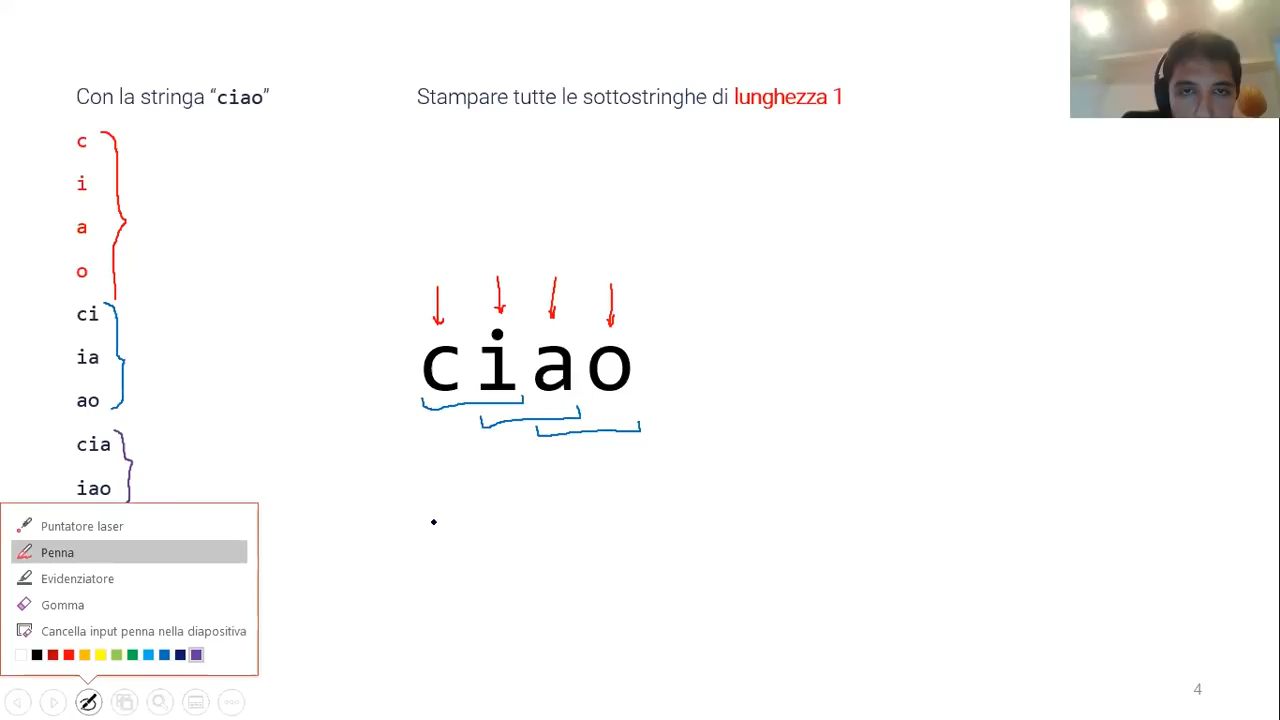 Con la stringa “ciao”
Stampare tutte le sottostringhe di lunghezza 1
c
i
a
o
ci
ia
ao
cia
iao
ciao
Puntatore laser
Penna
Evidenziatore
Gomma
Cancella input penna nella diapositiva
4